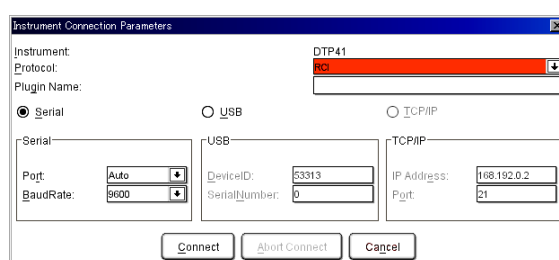 Instrument Connection Parameters
Instrument: DTP41
Protocol: RCI
Plugin Name:
Serial USB TCP/IP
Serial USB TCP/IP
Port: Auto DeviceID: 53313 IP Address: 168.192.0.2
BaudRate: 9600 SerialNumber: 0 Port: 21
Connect Abort Connect Cancel